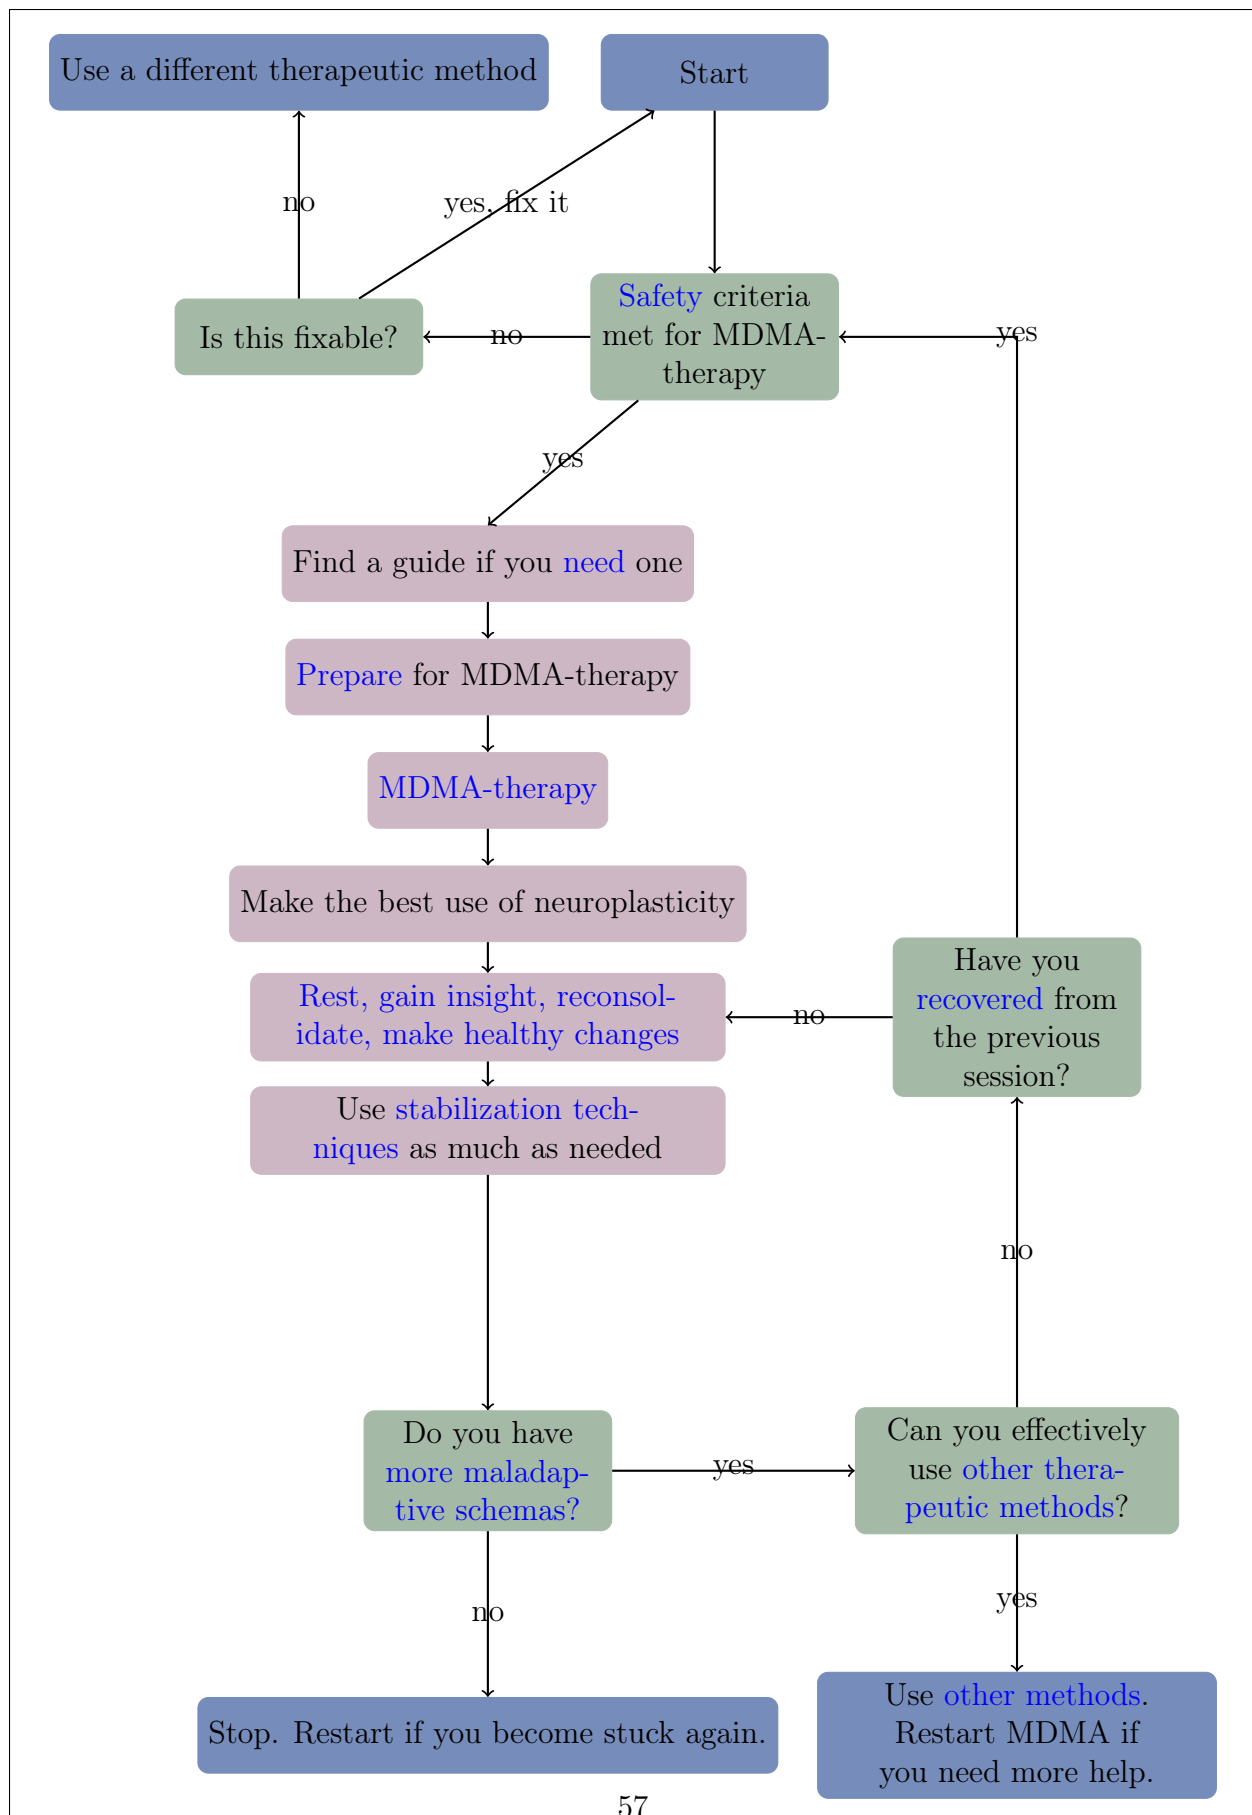 Use a different therapeutic method
Start
no
yes, fix it
Is this fixable?
no
Safety criteria
met for MDMA-
therapy
yes
yes
Find a guide if you need one
Prepare for MDMA-therapy
MDMA-therapy
Make the best use of neuroplasticity
Rest, gain insight, reconsol-
idate, make healthy changes
no
Have you
recovered from
the previous
session?
Use stabilization tech-
niques as much as needed
no
Do you have
more maladap-
tive schemas?
yes
Can you effectively
use other thera-
peutic methods?
no
yes
Stop. Restart if you become stuck again.
Use other methods.
Restart MDMA if
you need more help.
57